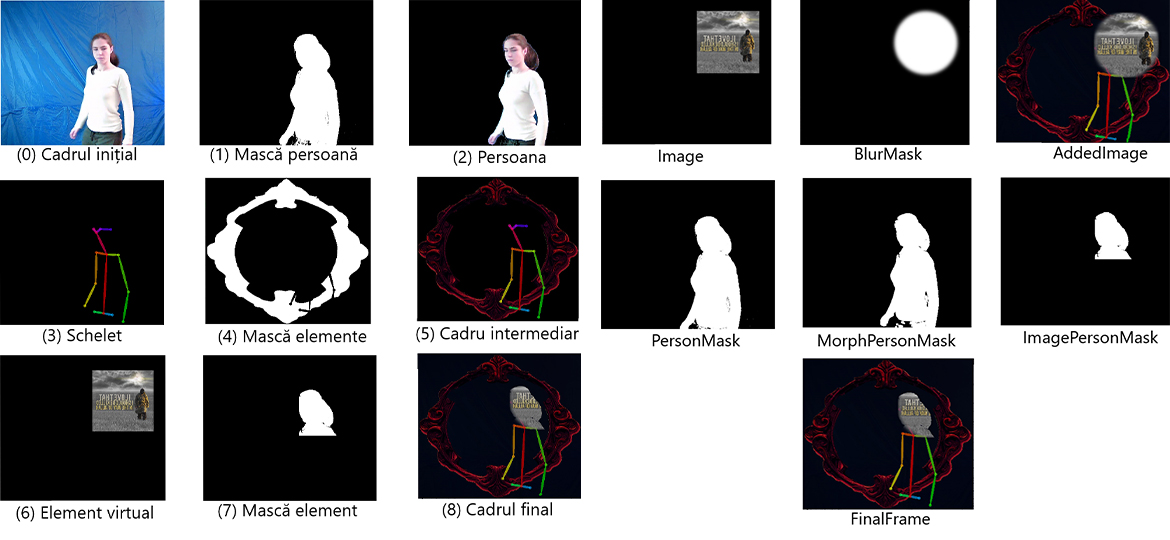 (0) Cadrul inițial
(1) Mască persoană
(2) Persoana
Image
BlurMask
AddedImage
(3) Schelet
(4) Mască elemente
(5) Cadru intermediar
PersonMask
MorphPersonMask
ImagePersonMask
(6) Element virtual
(7) Mască element
(8) Cadrul final
FinalFrame